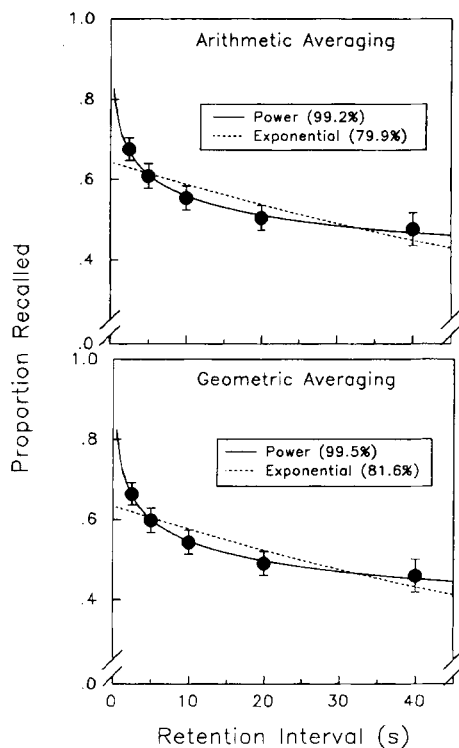 Proportion Recalled
1.0
.8
.6
.4
.0
Arithmetic Averaging
Power (99.2%)
Exponential (79.9%)
1.0
.8
.6
.4
.0
Geometric Averaging
Power (99.5%)
Exponential (81.6%)
0 10 20 30 40
Retention Interval (s)